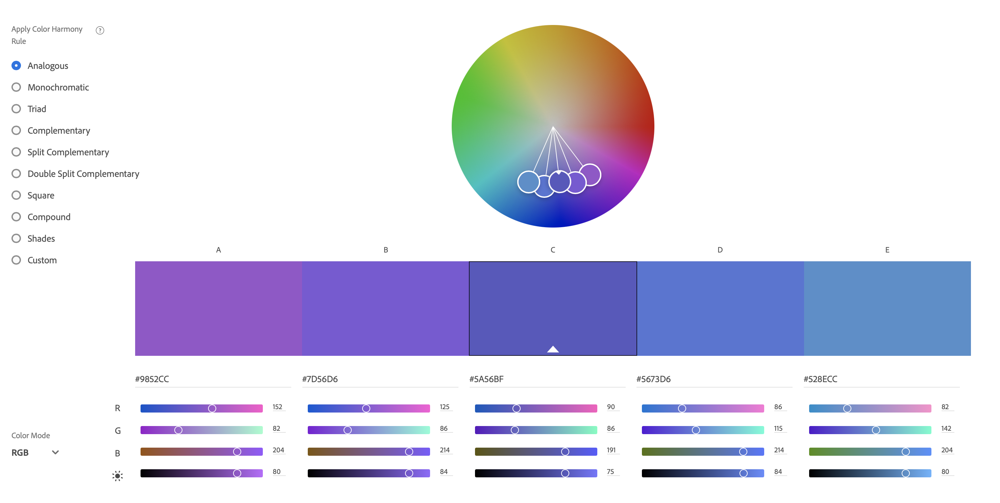 Apply Color Harmony
Rule
?
Analogous
Monochromatic
Triad
Complementary
Split Complementary
Double Split Complementary
Square
Compound
Shades
Custom
A B C D E
#9852CC #7D56D6 #5A56BF #5673D6 #528ECC
R 152 125 90 86 82
G 82 86 86 115 142
Color Mode
RGB
B 204 214 191 214 204
80 84 75 84 80